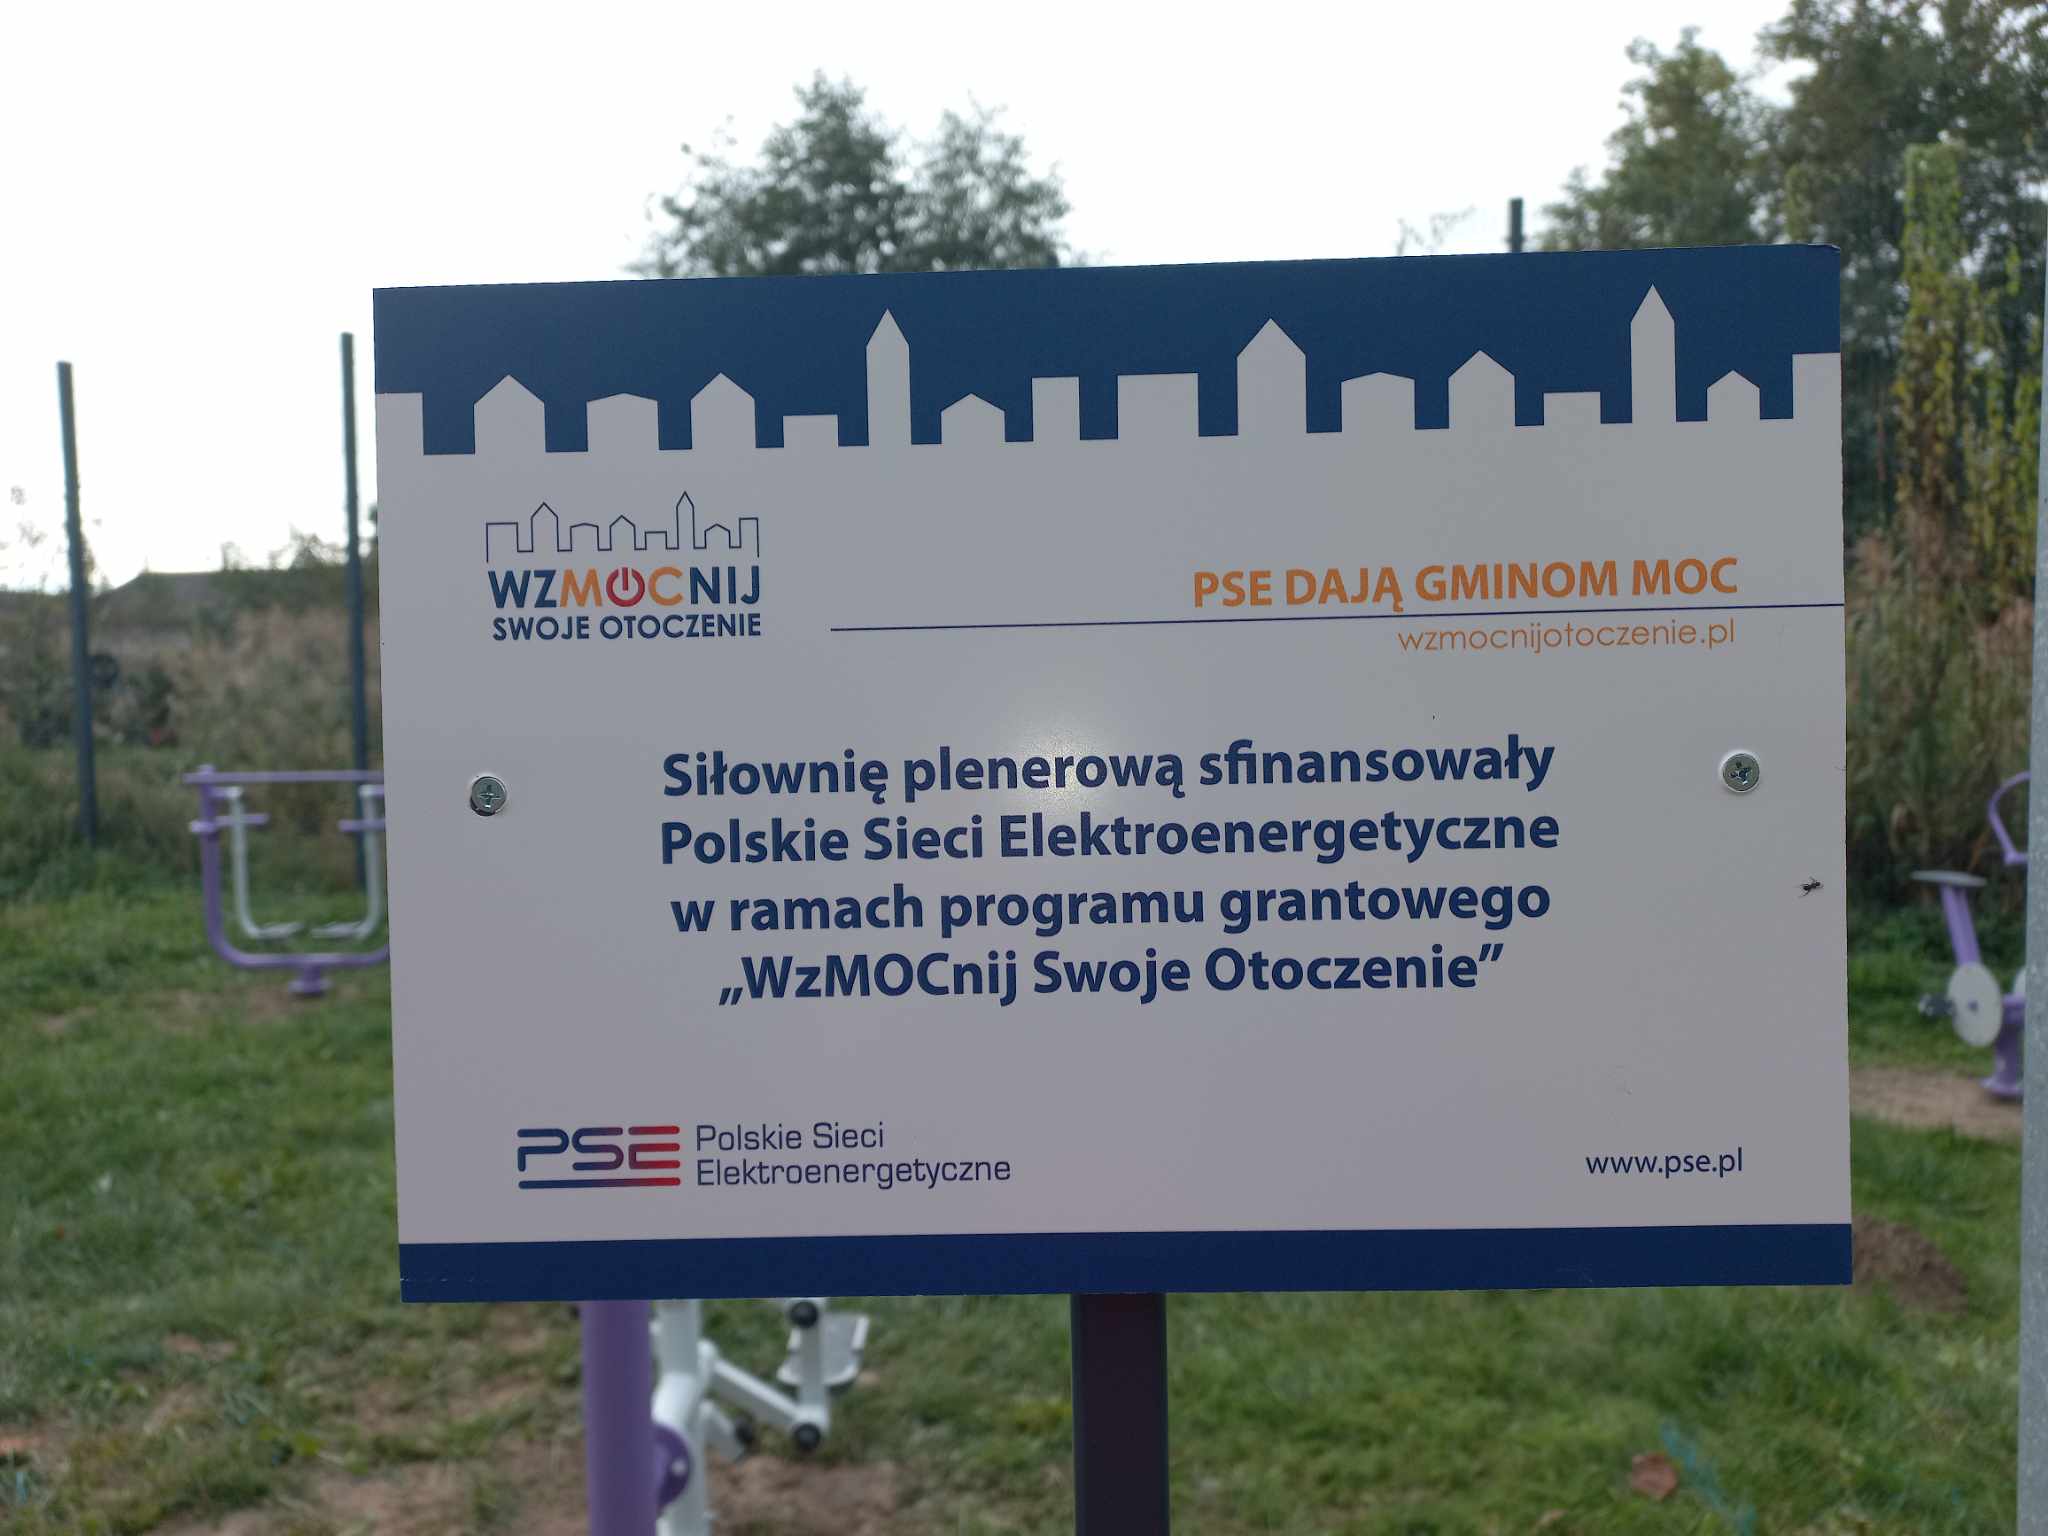 WZMOCNIJ
SWOJE OTOCZENIE
PSE DAJĄ GMINOM MOC
wzmocnijotoczenie.pl
Siłownię plenerową sfinansowały
Polskie Sieci Elektroenergetyczne
w ramach programu grantowego
„WzMOCnij Swoje Otoczenie”
PSE Polskie Sieci
Elektroenergetyczne
www.pse.pl